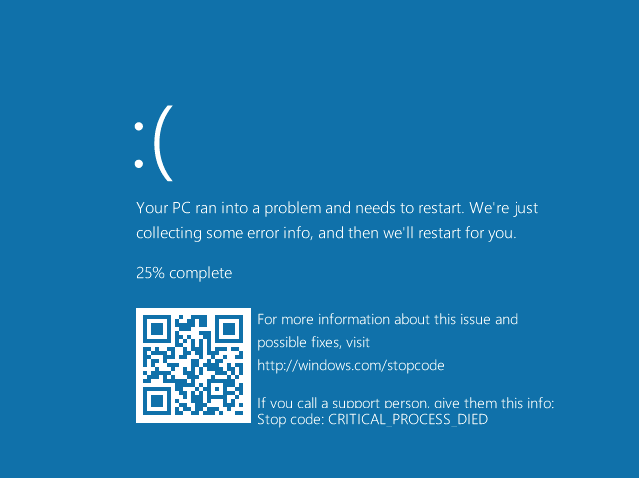 :(
Your PC ran into a problem and needs to restart. We're just
collecting some error info, and then we'll restart for you.
25% complete
For more information about this issue and
possible fixes, visit
http://windows.com/stopcode
If you call a support person, give them this info:
Stop code: CRITICAL_PROCESS_DIED